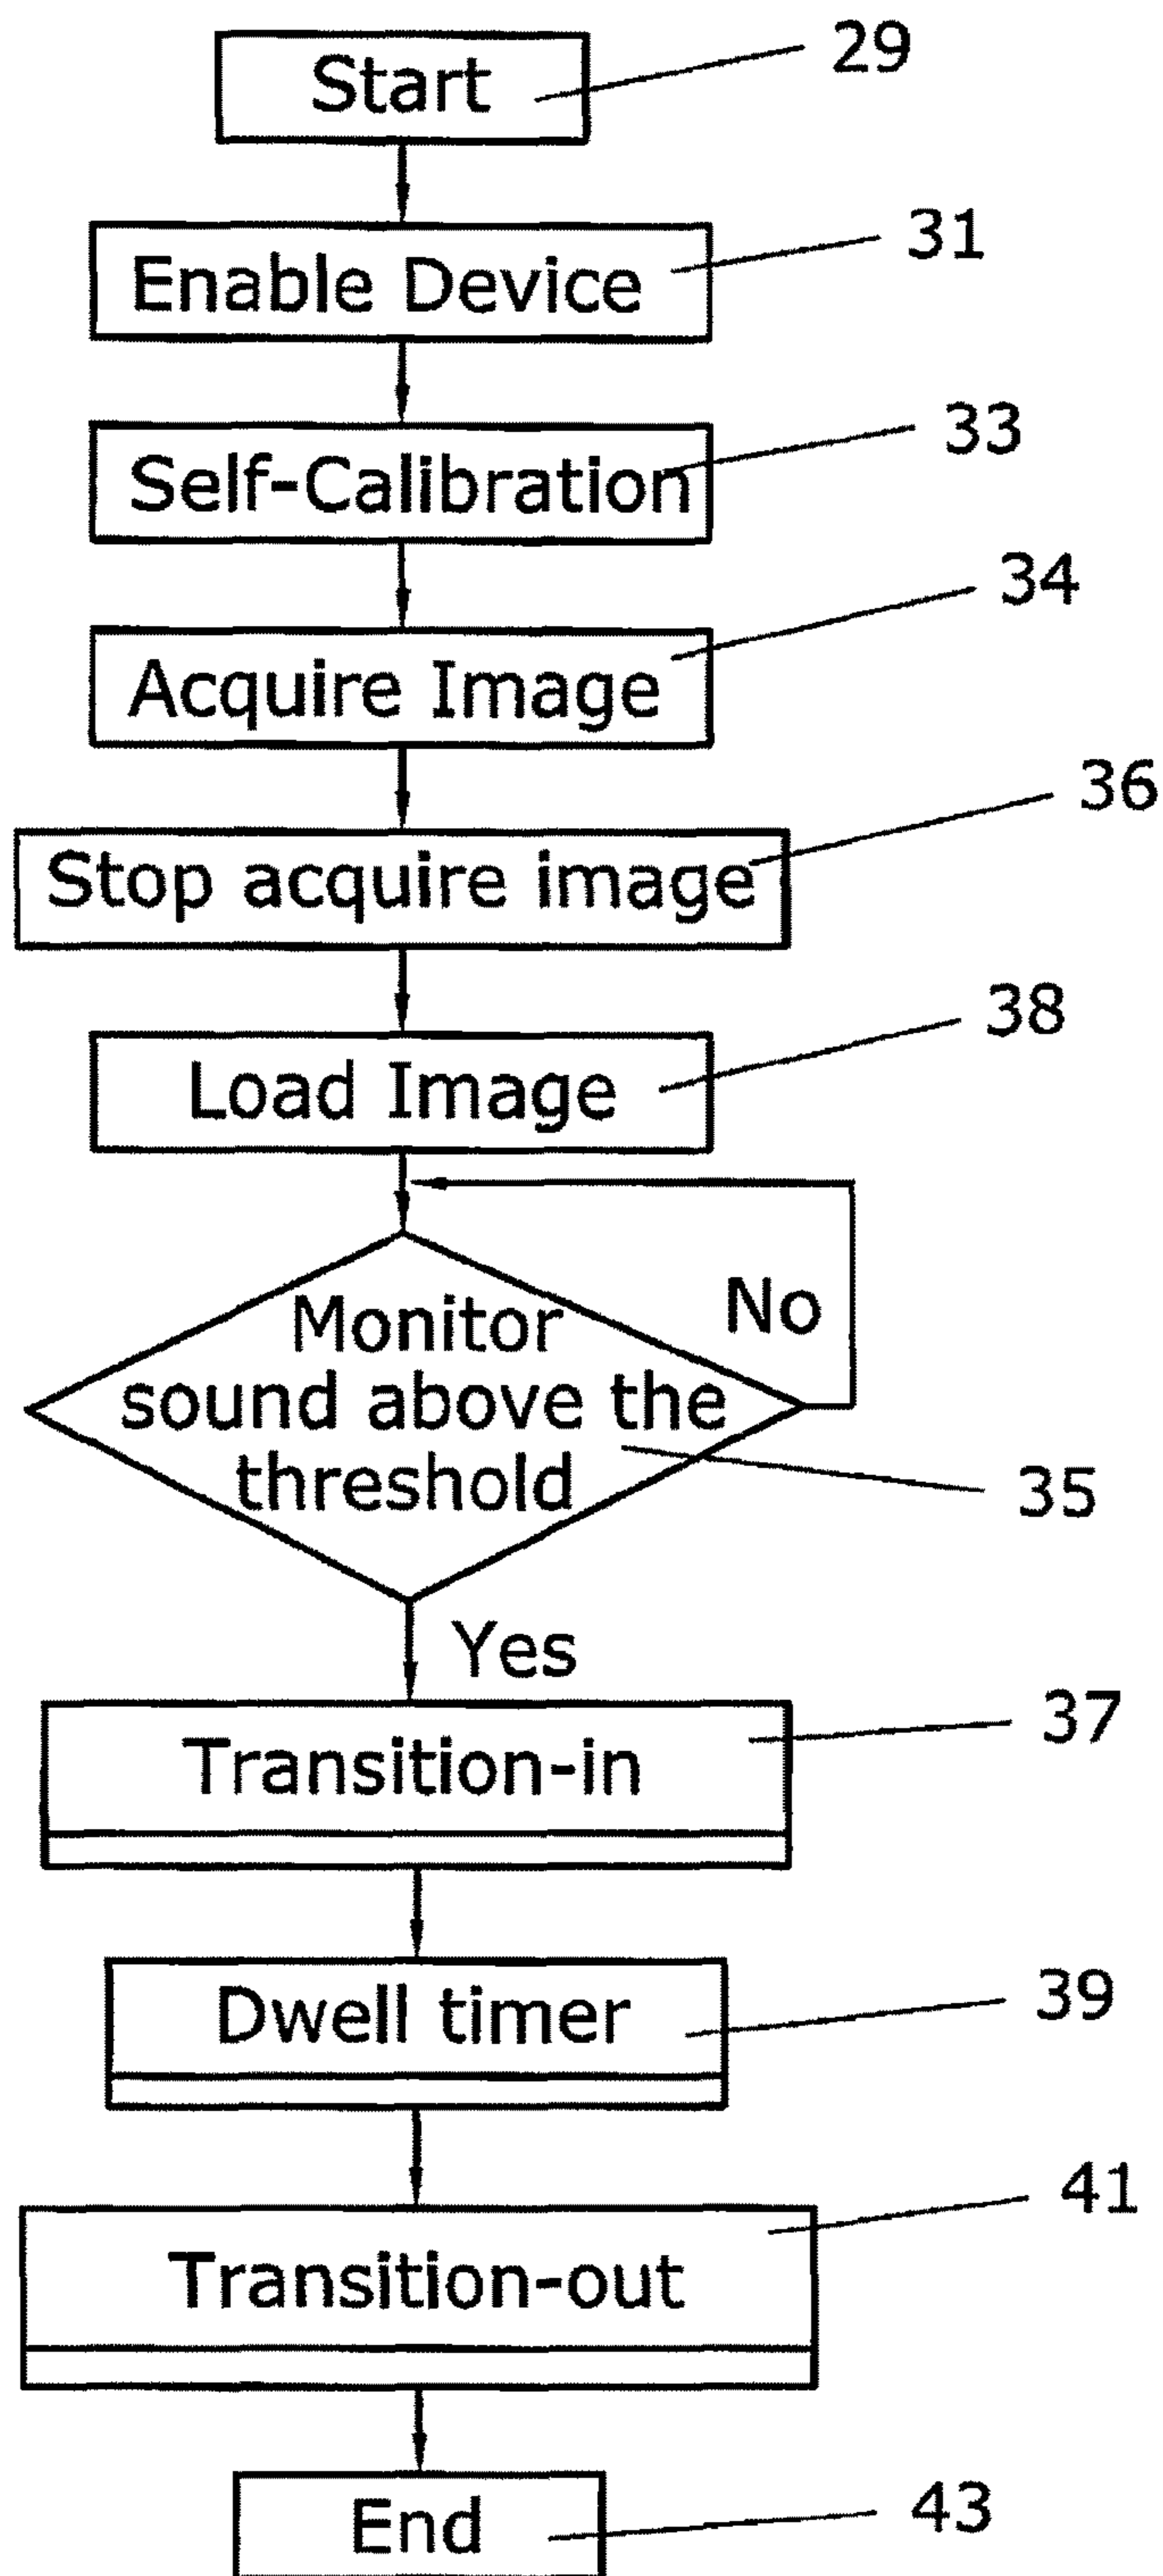 Start
29
Enable Device
31
Self-Calibration
33
Acquire Image
34
Stop acquire image
36
Load Image
38
Monitor
sound above the
threshold
No
35
Yes
Transition-in
37
Dwell timer
39
Transition-out
41
End
43